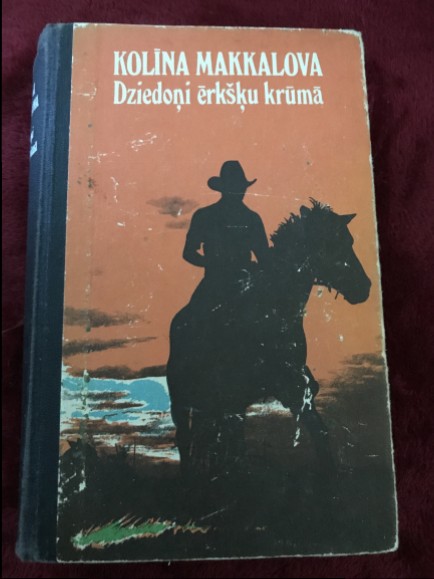 KOLĪNA MAKKALOVA
Dziedoņi ērkšķu krūmā